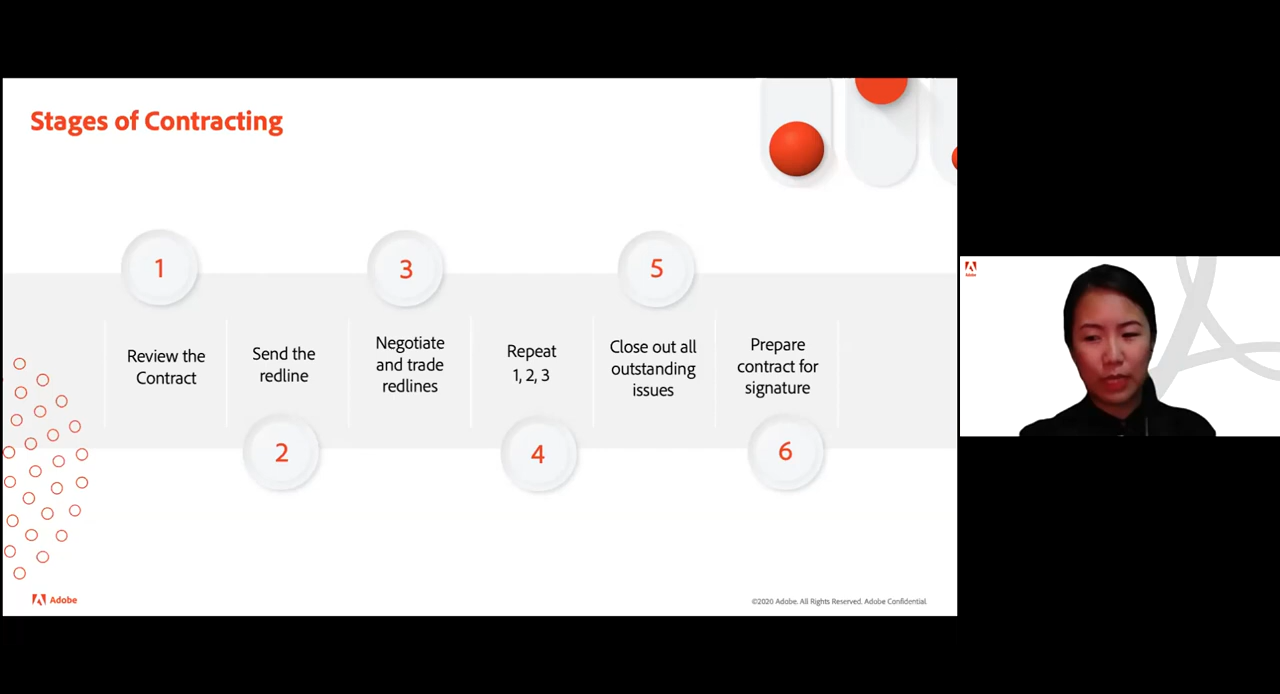 Stages of Contracting
1
Review the
Contract
Send the
redline
2
3
Negotiate
and trade
redlines
Repeat
1, 2, 3
4
5
Close out all
outstanding
issues
Prepare
contract for
signature
6
Adobe
©2020 Adobe. All Rights Reserved. Adobe Confidential.
Adobe